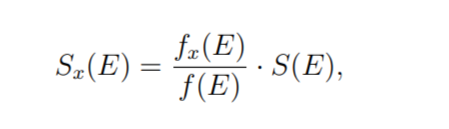 S_x(E) = \frac{f_x(E)}{f(E)} \cdot S(E),